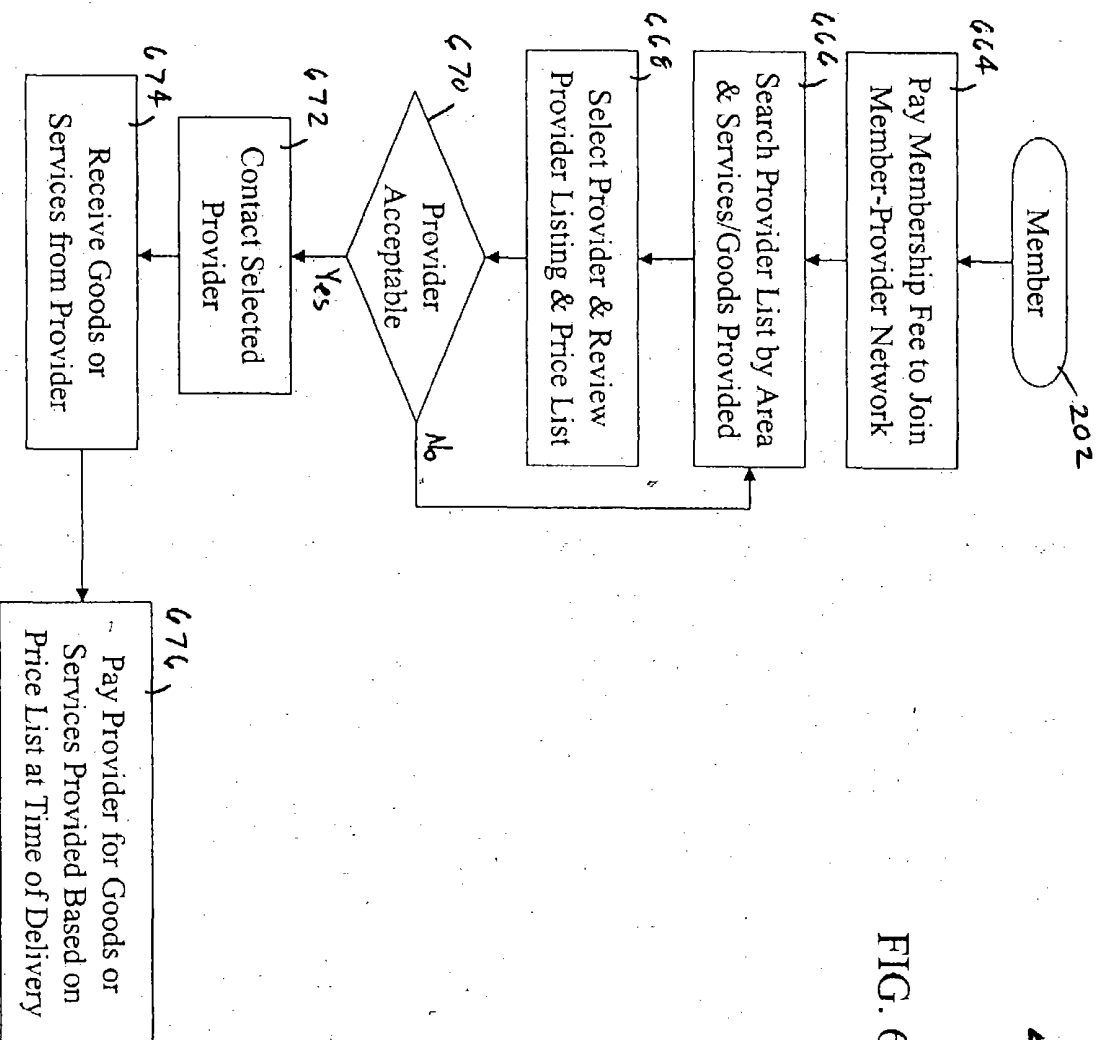 Member
202
664
Pay Membership Fee to Join
Member-Provider Network
666
Search Provider List by Area
& Services/Goods Provided
668
Select Provider & Review
Provider Listing & Price List
670
Provider
Acceptable
No
Yes
672
Contact Selected
Provider
674
Receive Goods or
Services from Provider
676
Pay Provider for Goods or
Services Provided Based on
Price List at Time of Delivery
FIG. 6